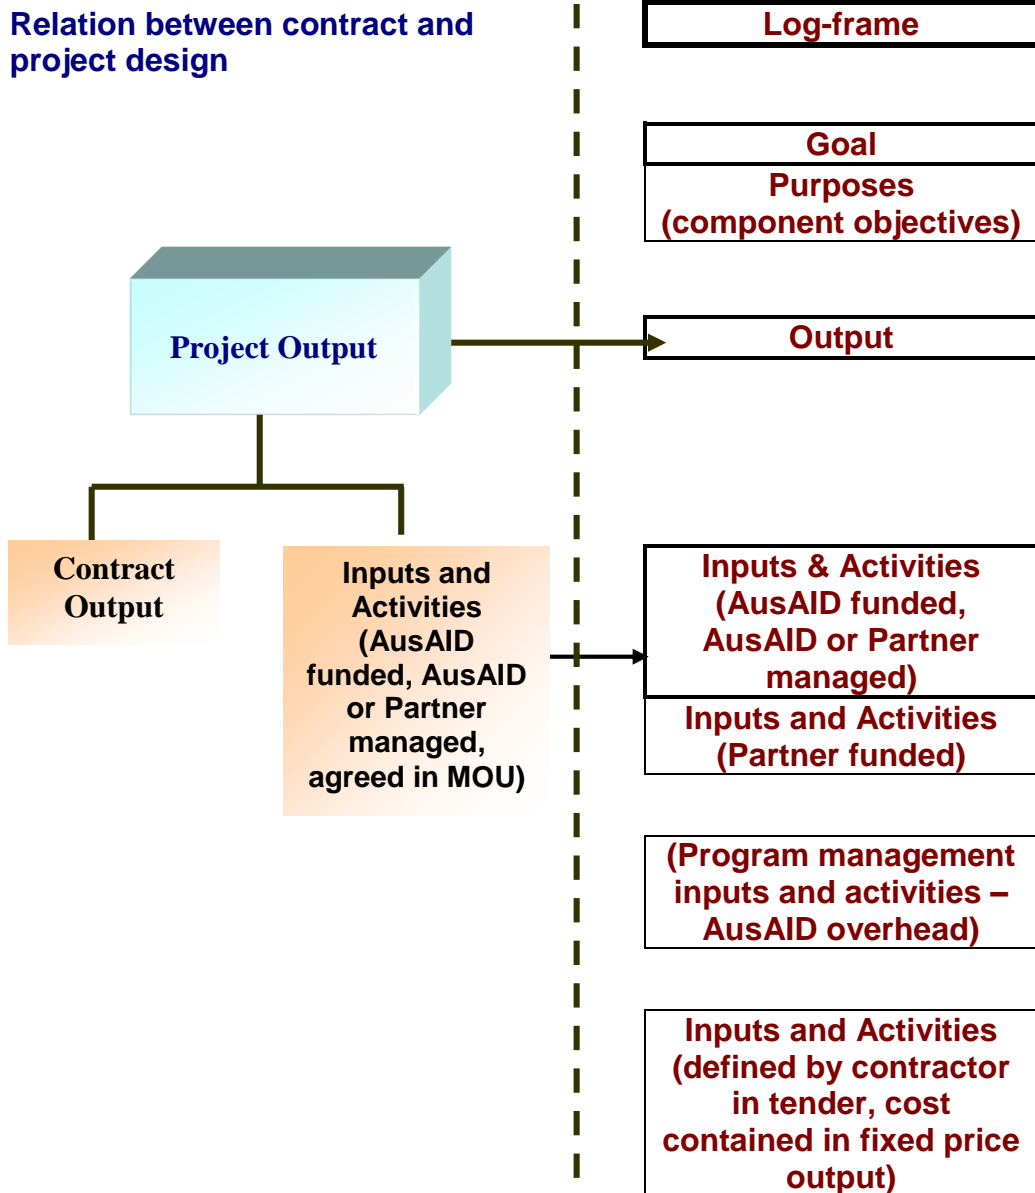 Relation between contract and
project design
Log-frame
Goal
Purposes
(component objectives)
Project Output
Output
Contract
Output
Inputs and
Activities
(AusAID
funded, AusAID
or Partner
managed,
agreed in MOU)
Inputs & Activities
(AusAID funded,
AusAID or Partner
managed)
Inputs and Activities
(Partner funded)
(Program management
inputs and activities –
AusAID overhead)
Inputs and Activities
(defined by contractor
in tender, cost
contained in fixed price
output)